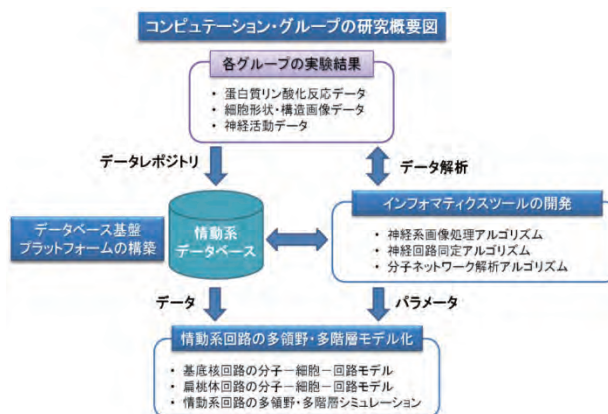 コンピュテーション・グループの研究概要図
各グループの実験結果
・ 蛋白質リン酸化反応データ
・ 細胞形状・構造画像データ
・ 神経活動データ
データレポジトリ
データ解析
データベース基盤
プラットフォームの構築
情動系
データベース
インフォマティクスツールの開発
・ 神経系画像処理アルゴリズム
・ 神経回路同定アルゴリズム
・ 分子ネットワーク解析アルゴリズム
データ
パラメータ
情動系回路の多領野・多階層モデル化
・ 基底核回路の分子－細胞－回路モデル
・ 扁桃体回路の分子－細胞－回路モデル
・ 情動系回路の多領野・多階層シミュレーション